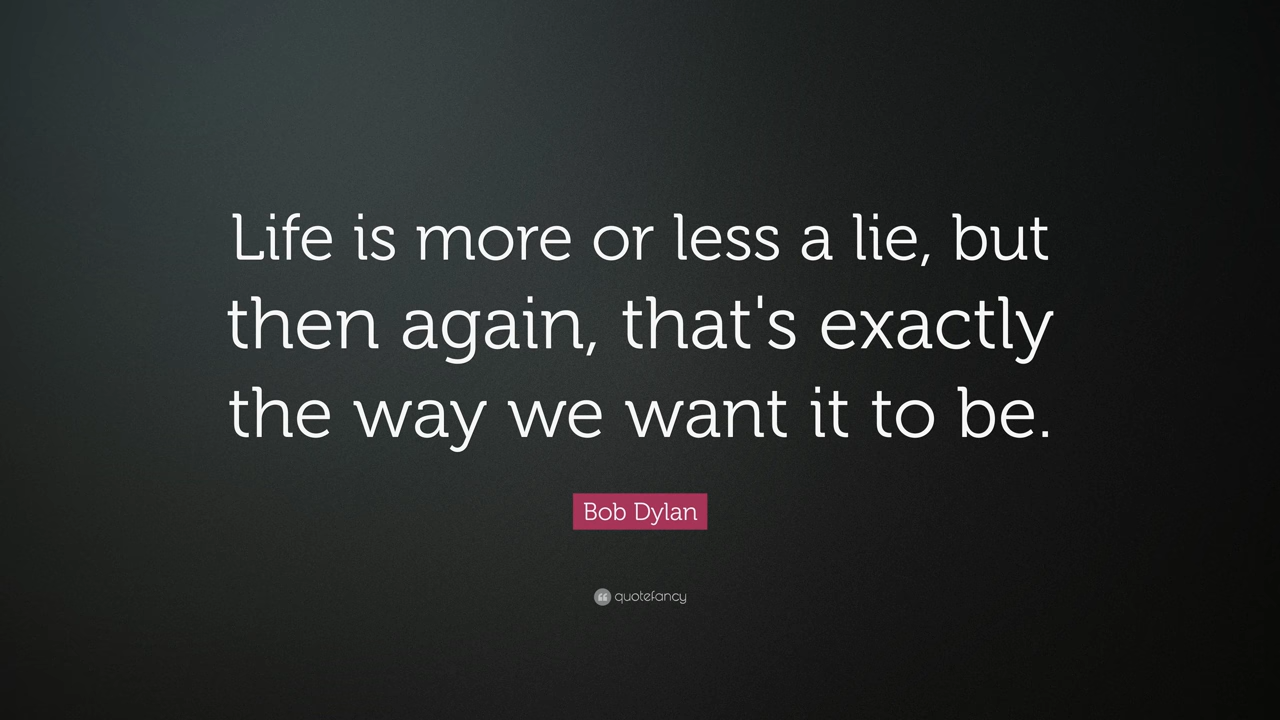 Life is more or less a lie, but
then again, that's exactly
the way we want it to be.
Bob Dylan
quotefancy